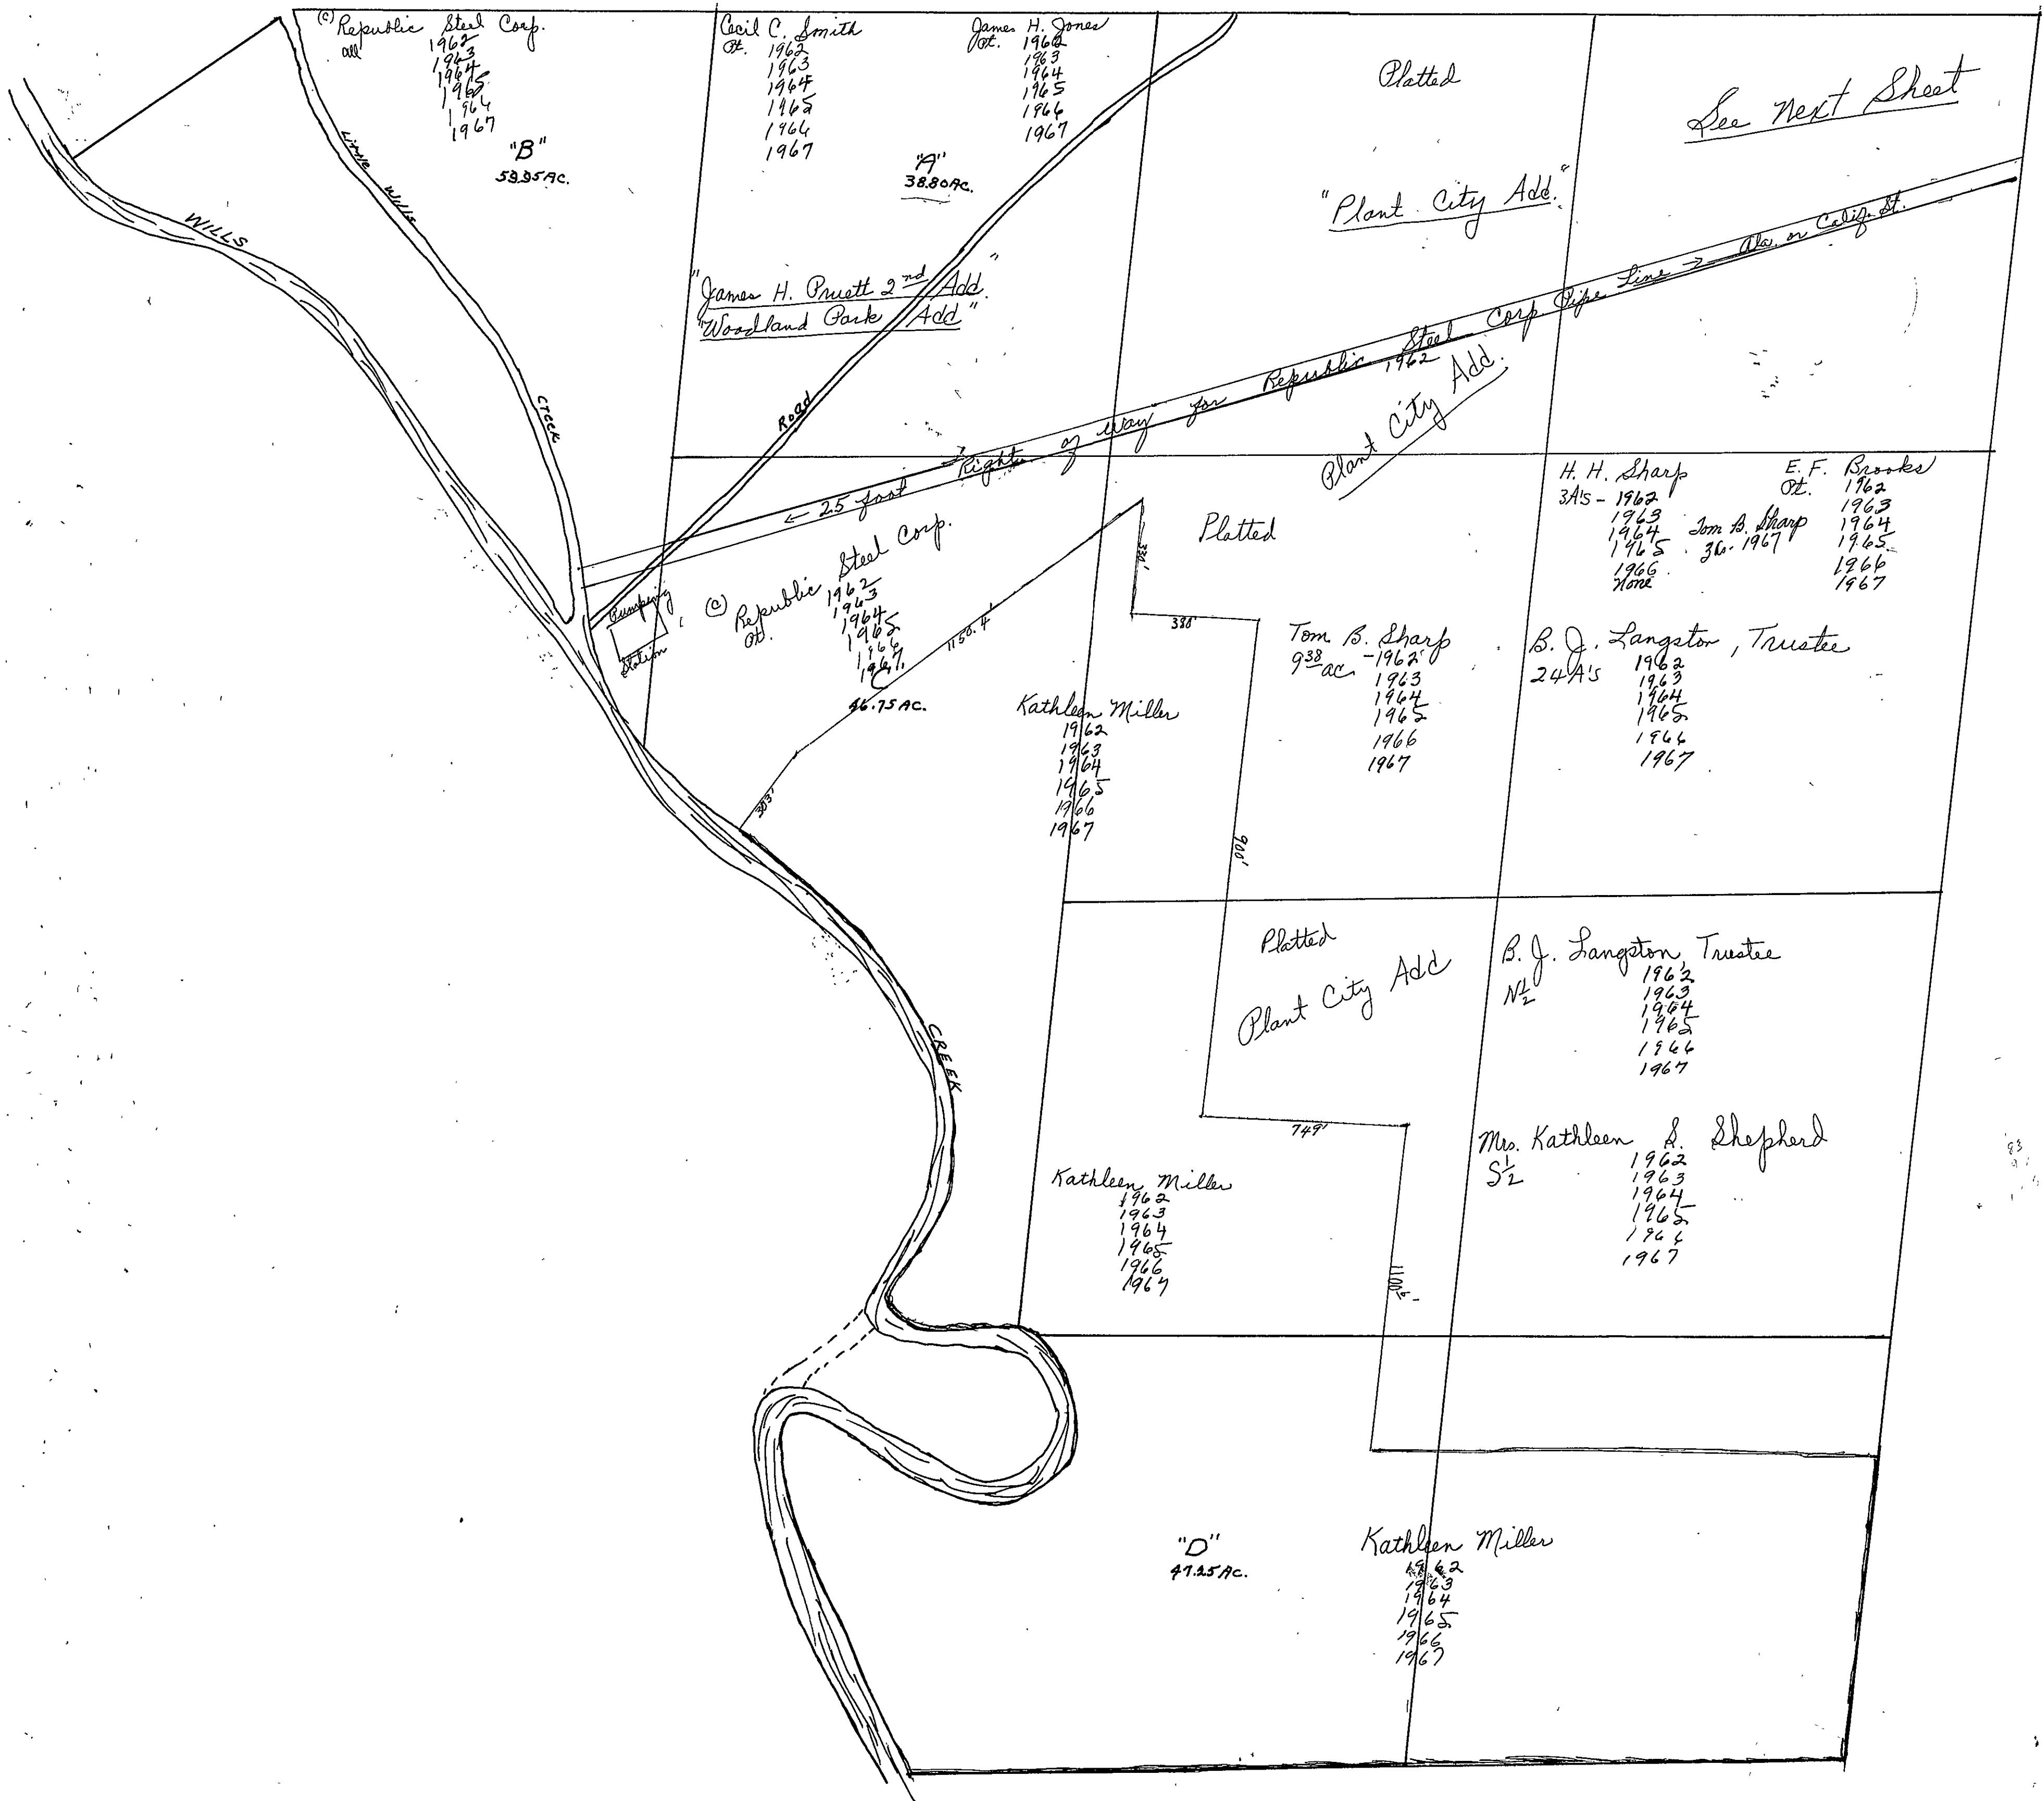 (C) Republic Steel Corp.
all 1962
1963
1964
1965
1966
1967
"B"
Cecil C. Smith
Pt. 1962
1963
1964
1965
1966
1967
James H. Jones
Pt. 1962
1963
1964
1965
1966
1967
"A"
38.80 AC.
Platted
"Plant City Add."
See Next Sheet
WILLS
Little Wills
Creek
"James H. Pruett 2nd Add."
"Woodland Park Add"
Road
← 25 foot Right of way for Republic Steel Corp. Pipe Line → Ala. or Calif. St.
1962
Plant City Add.
Pumping
Station
(C) Republic Steel Corp.
Pt. 1962
1963
1964
1965
1966
1967
C
46.75 AC.
1150.4'
303'
330'
380'
Platted
H. H. Sharp
3A's - 1962
1963
1964
1965
1966
None
Tom B. Sharp
3a. 1967
E. F. Brooks
Pt. 1962
1963
1964
1965
1966
1967
Kathleen Miller
1962
1963
1964
1965
1966
1967
Tom B. Sharp
9 38 ac. - 1962
1963
1964
1965
1966
1967
B. J. Langston, Trustee
24 A's 1962
1963
1964
1965
1966
1967
900'
Platted
Plant City Add
B. J. Langston, Trustee
N 1/2 1962
1963
1964
1965
1966
1967
CREEK
749'
Mrs. Kathleen S. Shepherd
S 1/2 1962
1963
1964
1965
1966
1967
Kathleen Miller
1962
1963
1964
1965
1966
1967
"D"
47.25 AC.
Kathleen Miller
1962
1963
1964
1965
1966
1967